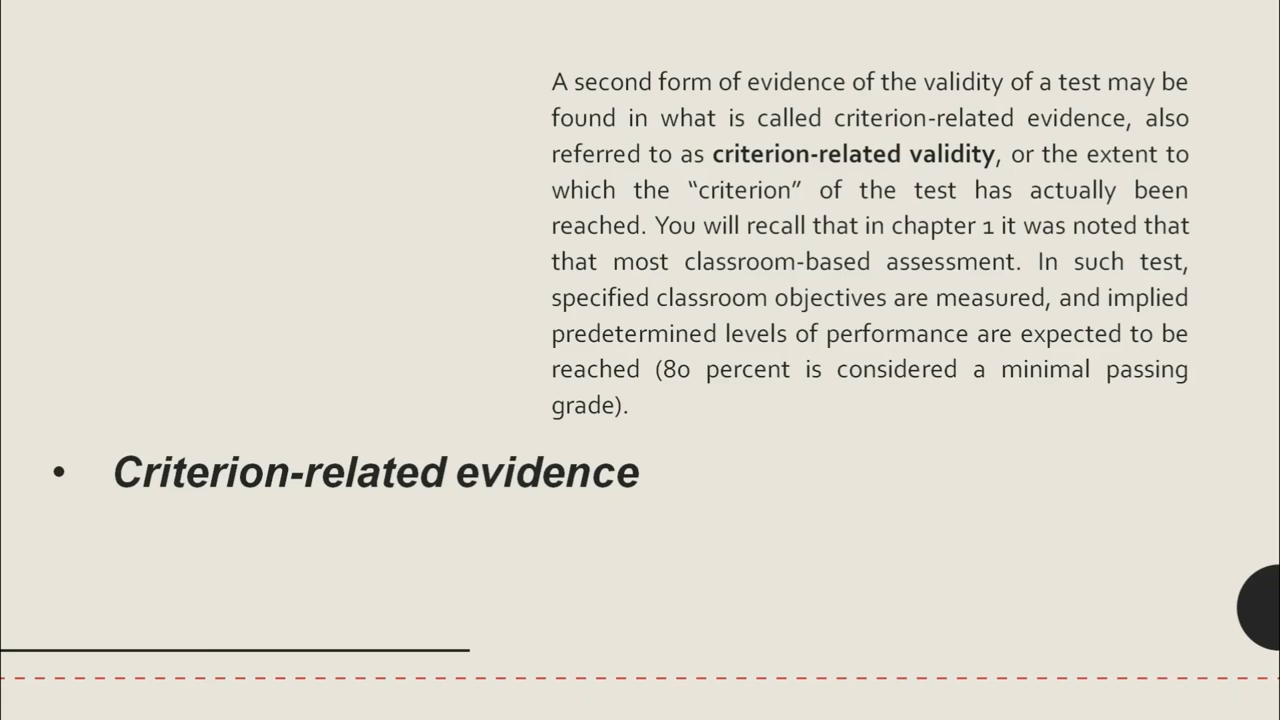 A second form of evidence of the validity of a test may be
found in what is called criterion-related evidence, also
referred to as criterion-related validity, or the extent to
which the “criterion” of the test has actually been
reached. You will recall that in chapter 1 it was noted that
that most classroom-based assessment. In such test,
specified classroom objectives are measured, and implied
predetermined levels of performance are expected to be
reached (80 percent is considered a minimal passing
grade).
• Criterion-related evidence